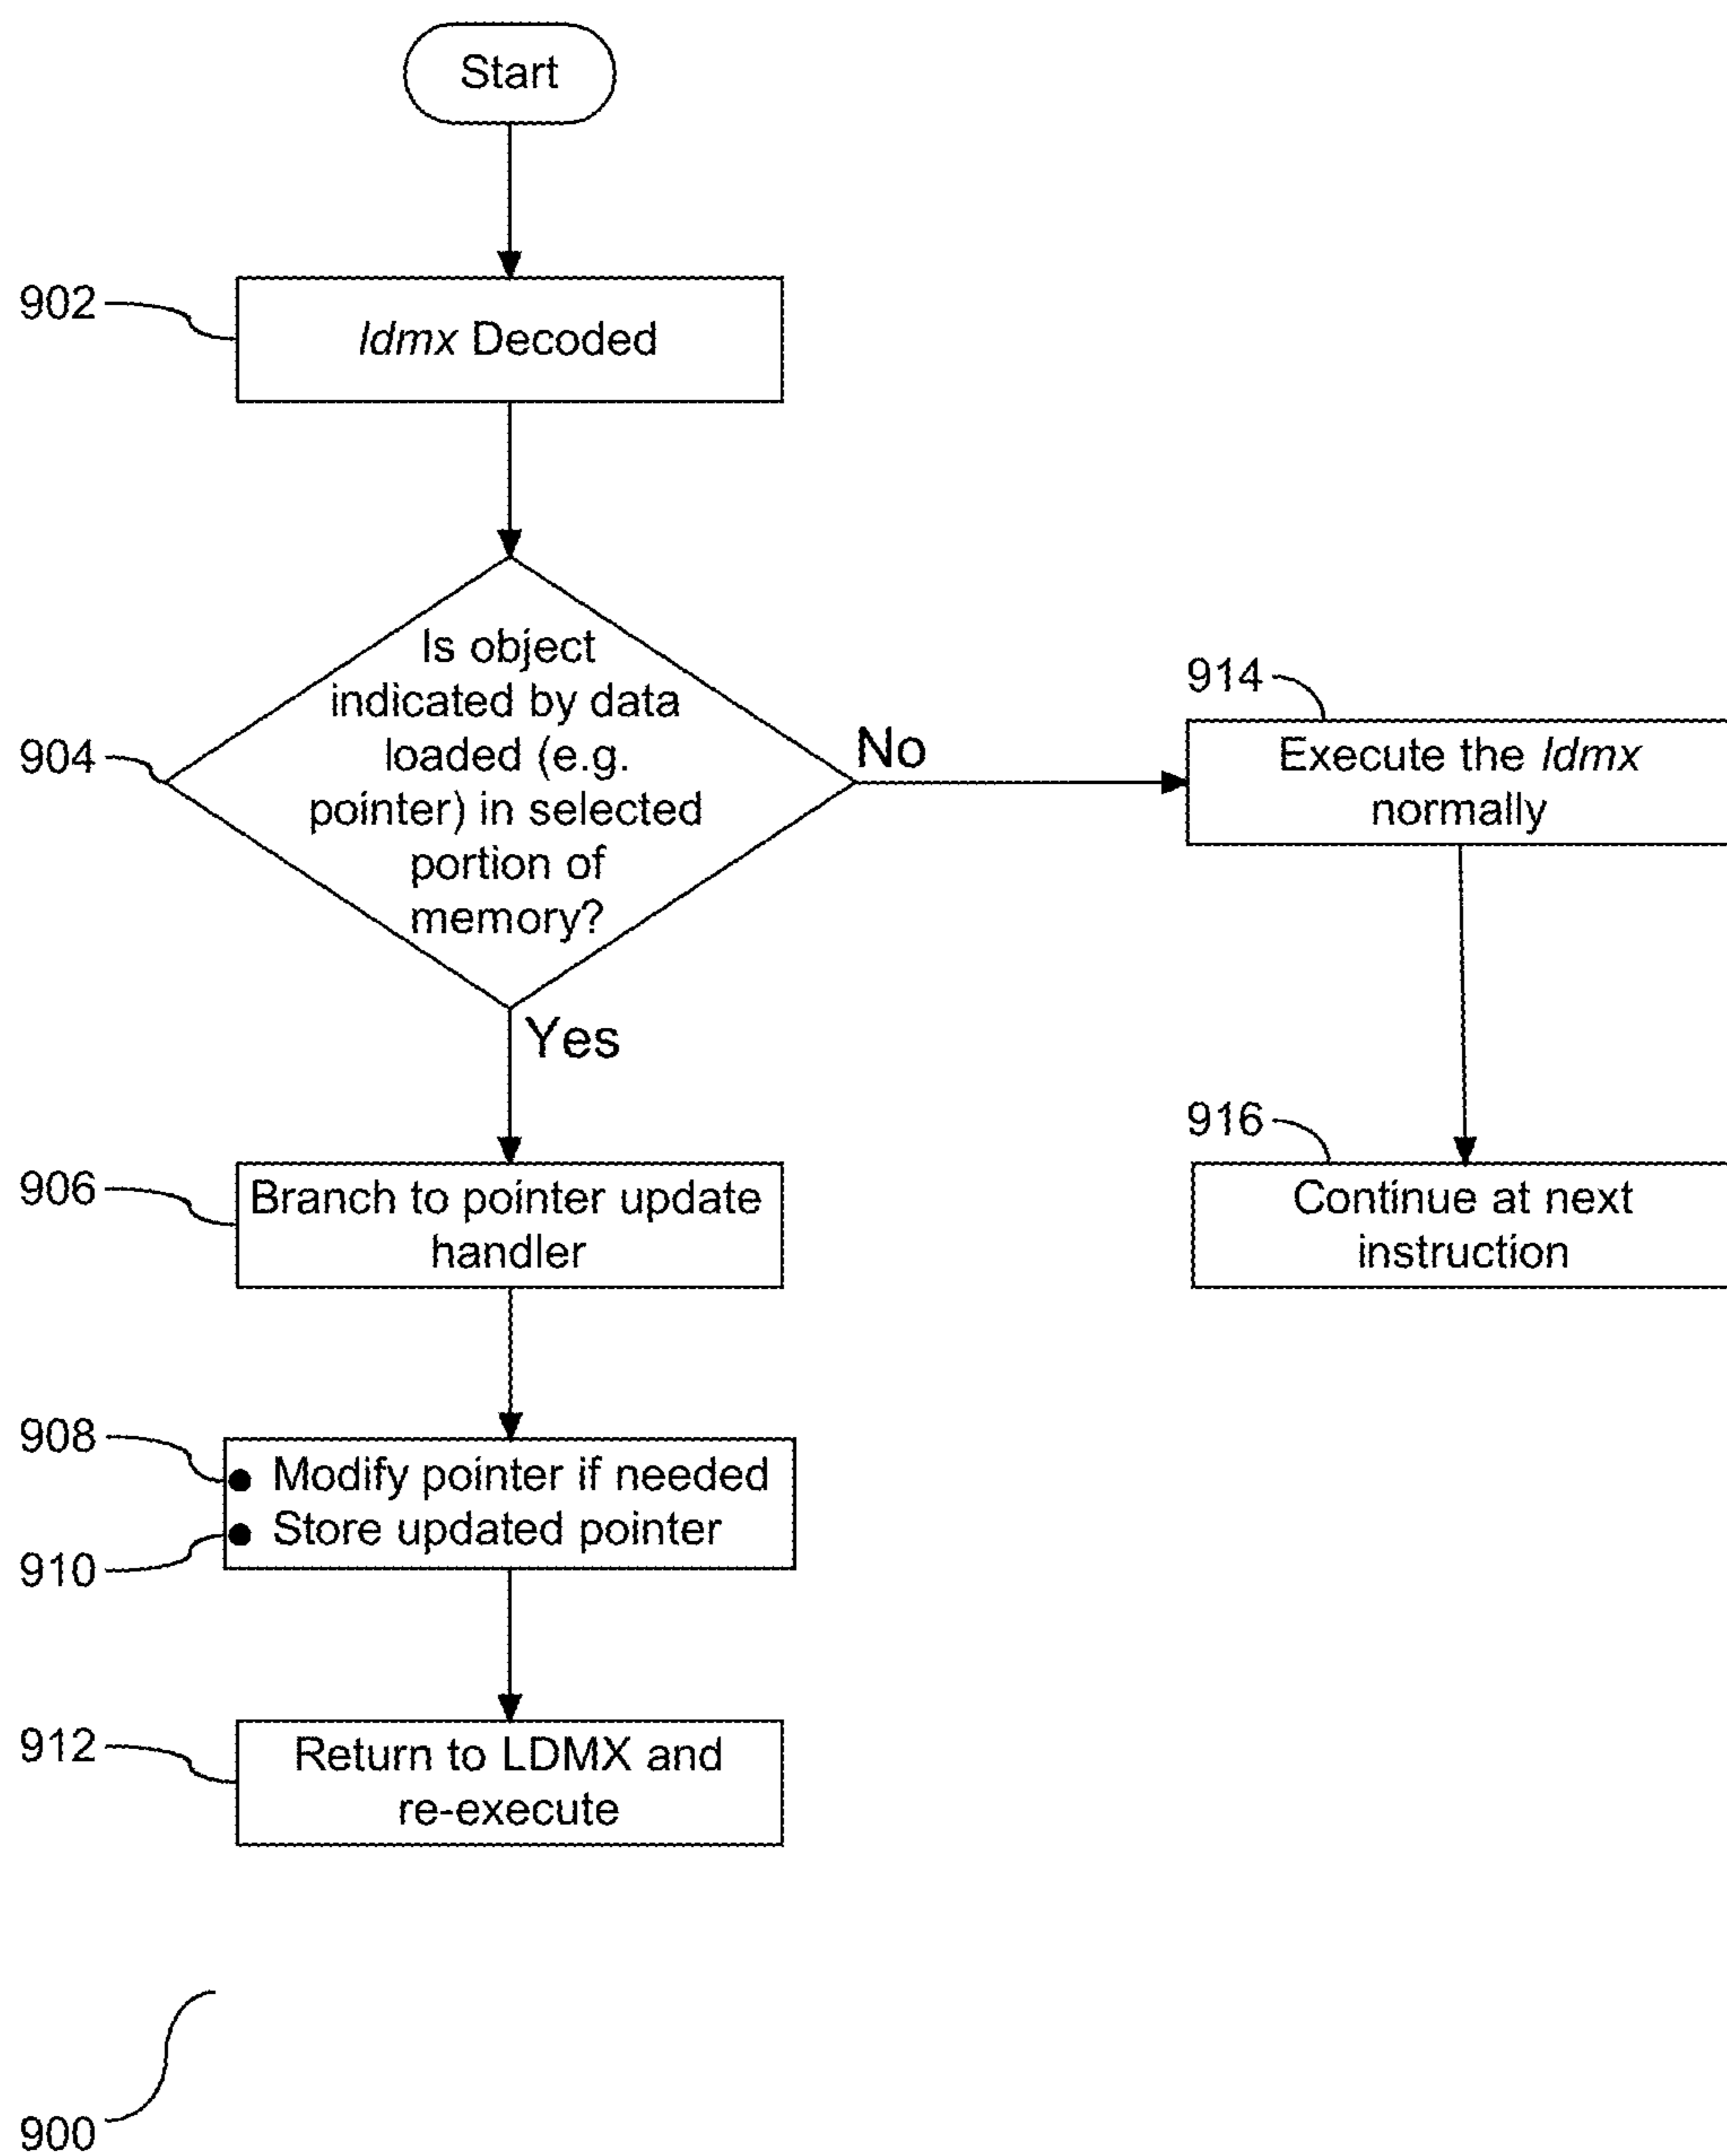 Start
902
ldmx Decoded
Is object
indicated by data
loaded (e.g.
pointer) in selected
portion of
memory?
904
No
914
Execute the ldmx
normally
Yes
916
Continue at next
instruction
906
Branch to pointer update
handler
908
● Modify pointer if needed
● Store updated pointer
910
912
Return to LDMX and
re-execute
900